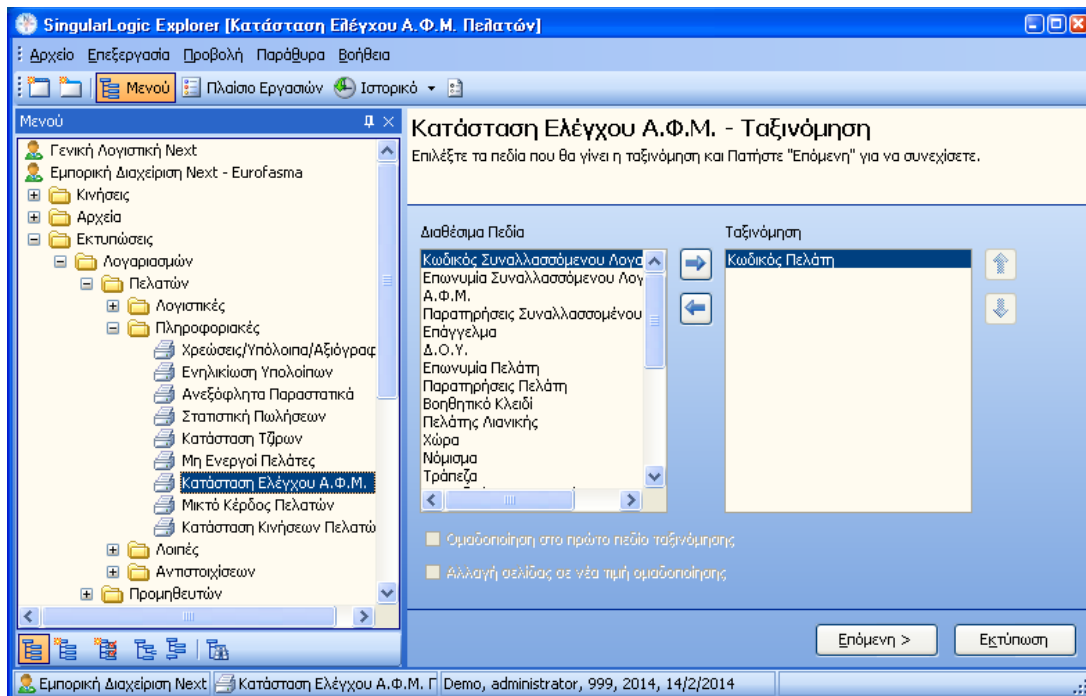 SingularLogic Explorer [Κατάσταση Ελέγχου Α.Φ.Μ. Πελατών]
Αρχείο Επεξεργασία Προβολή Παράθυρα Βοήθεια
Μενού Πλαίσιο Εργασιών Ιστορικό
Μενού
Γενική Λογιστική Next
Εμπορική Διαχείριση Next - Eurofasma
Κινήσεις
Αρχεία
Εκτυπώσεις
Λογαριασμών
Πελατών
Λογιστικές
Πληροφοριακές
Χρεώσεις/Υπόλοιπα/Αξιόγραφ
Ενηλικίωση Υπολοίπων
Ανεξόφλητα Παραστατικά
Στατιστική Πωλήσεων
Κατάσταση Τζίρων
Μη Ενεργοί Πελάτες
Κατάσταση Ελέγχου Α.Φ.Μ.
Μικτό Κέρδος Πελατών
Κατάσταση Κινήσεων Πελατώ
Λοιπές
Αντιστοιχίσεων
Προμηθευτών
Κατάσταση Ελέγχου Α.Φ.Μ. - Ταξινόμηση
Επιλέξτε τα πεδία που θα γίνει η ταξινόμηση και Πατήστε "Επόμενη" για να συνεχίσετε.
Διαθέσιμα Πεδία
Κωδικός Συναλλασσόμενου Λογα
Επωνυμία Συναλλασσόμενου Λογ
Α.Φ.Μ.
Παρατηρήσεις Συναλλασσομένου
Επάγγελμα
Δ.Ο.Υ.
Επωνυμία Πελάτη
Παρατηρήσεις Πελάτη
Βοηθητικό Κλειδί
Πελάτης Λιανικής
Χώρα
Νόμισμα
Τράπεζα
Ταξινόμηση
Κωδικός Πελάτη
Ομαδοποίηση στο πρώτο πεδίο ταξινόμησης
Αλλαγή σελίδας σε νέα τιμή ομαδοποίησης
Επόμενη >
Εκτύπωση
Εμπορική Διαχείριση Next Κατάσταση Ελέγχου Α.Φ.Μ. Π Demo, administrator, 999, 2014, 14/2/2014